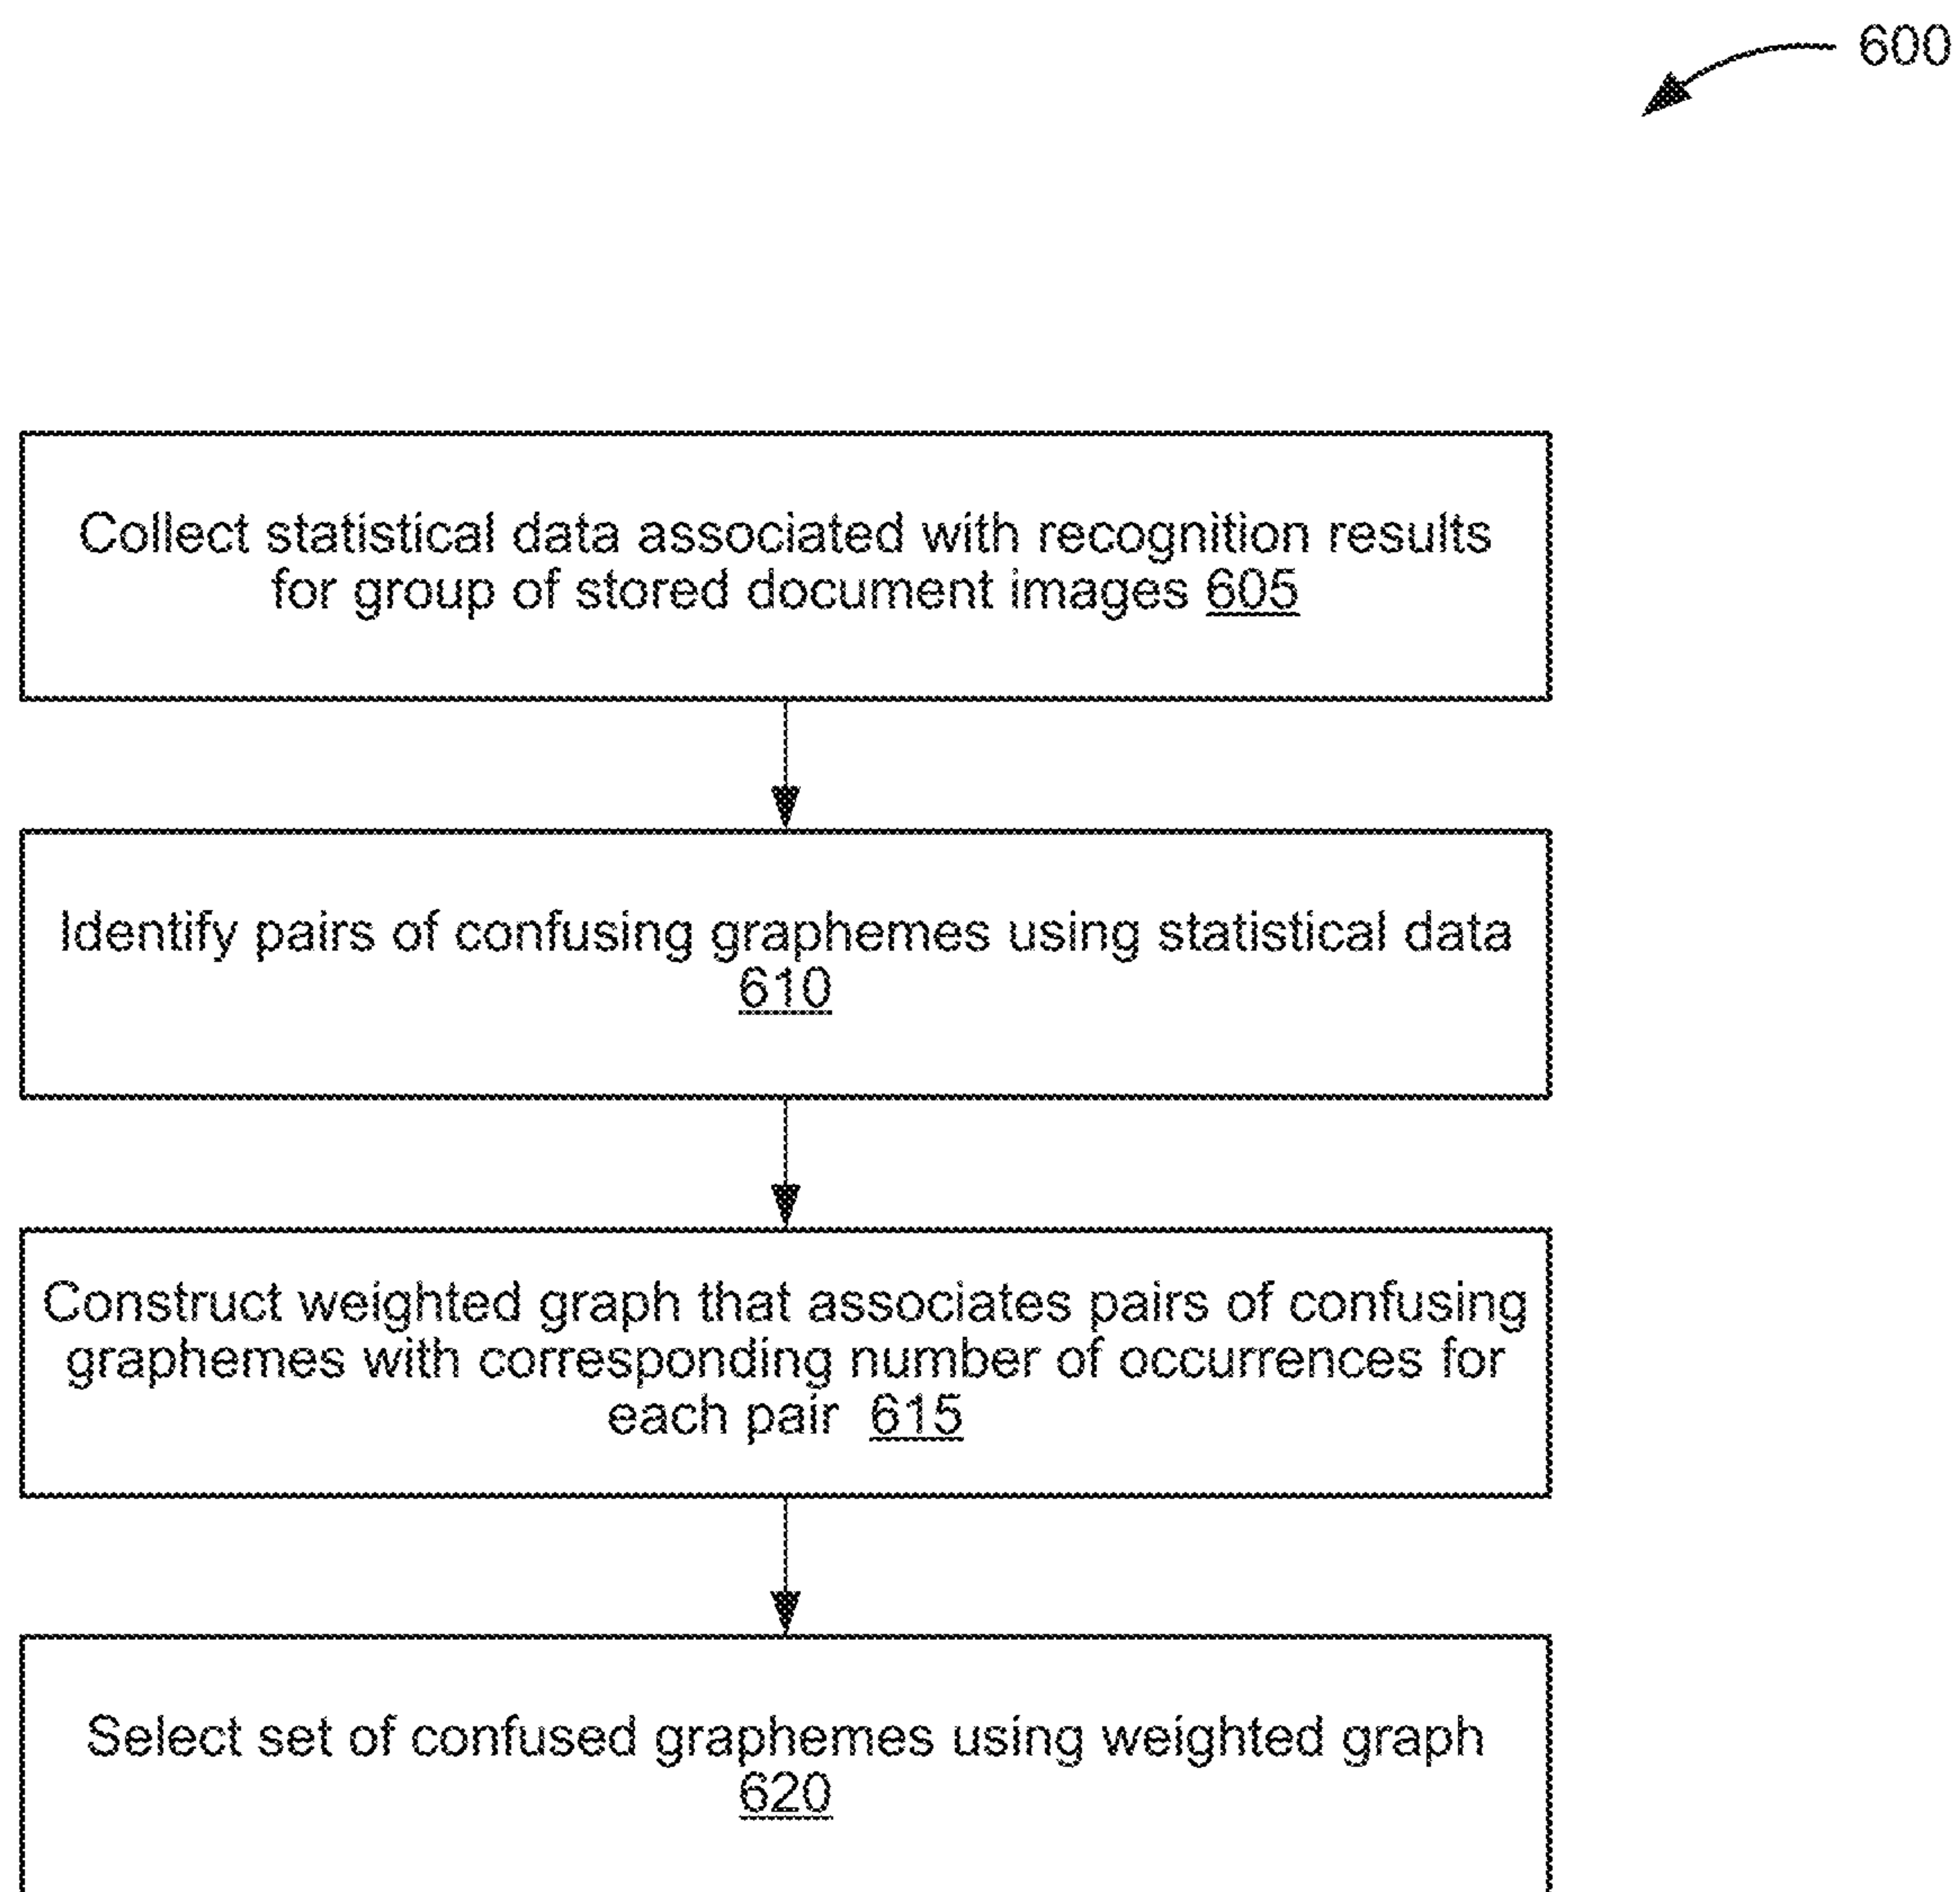 600
Collect statistical data associated with recognition results
for group of stored document images 605
Identify pairs of confusing graphemes using statistical data
610
Construct weighted graph that associates pairs of confusing
graphemes with corresponding number of occurrences for
each pair 615
Select set of confused graphemes using weighted graph
620